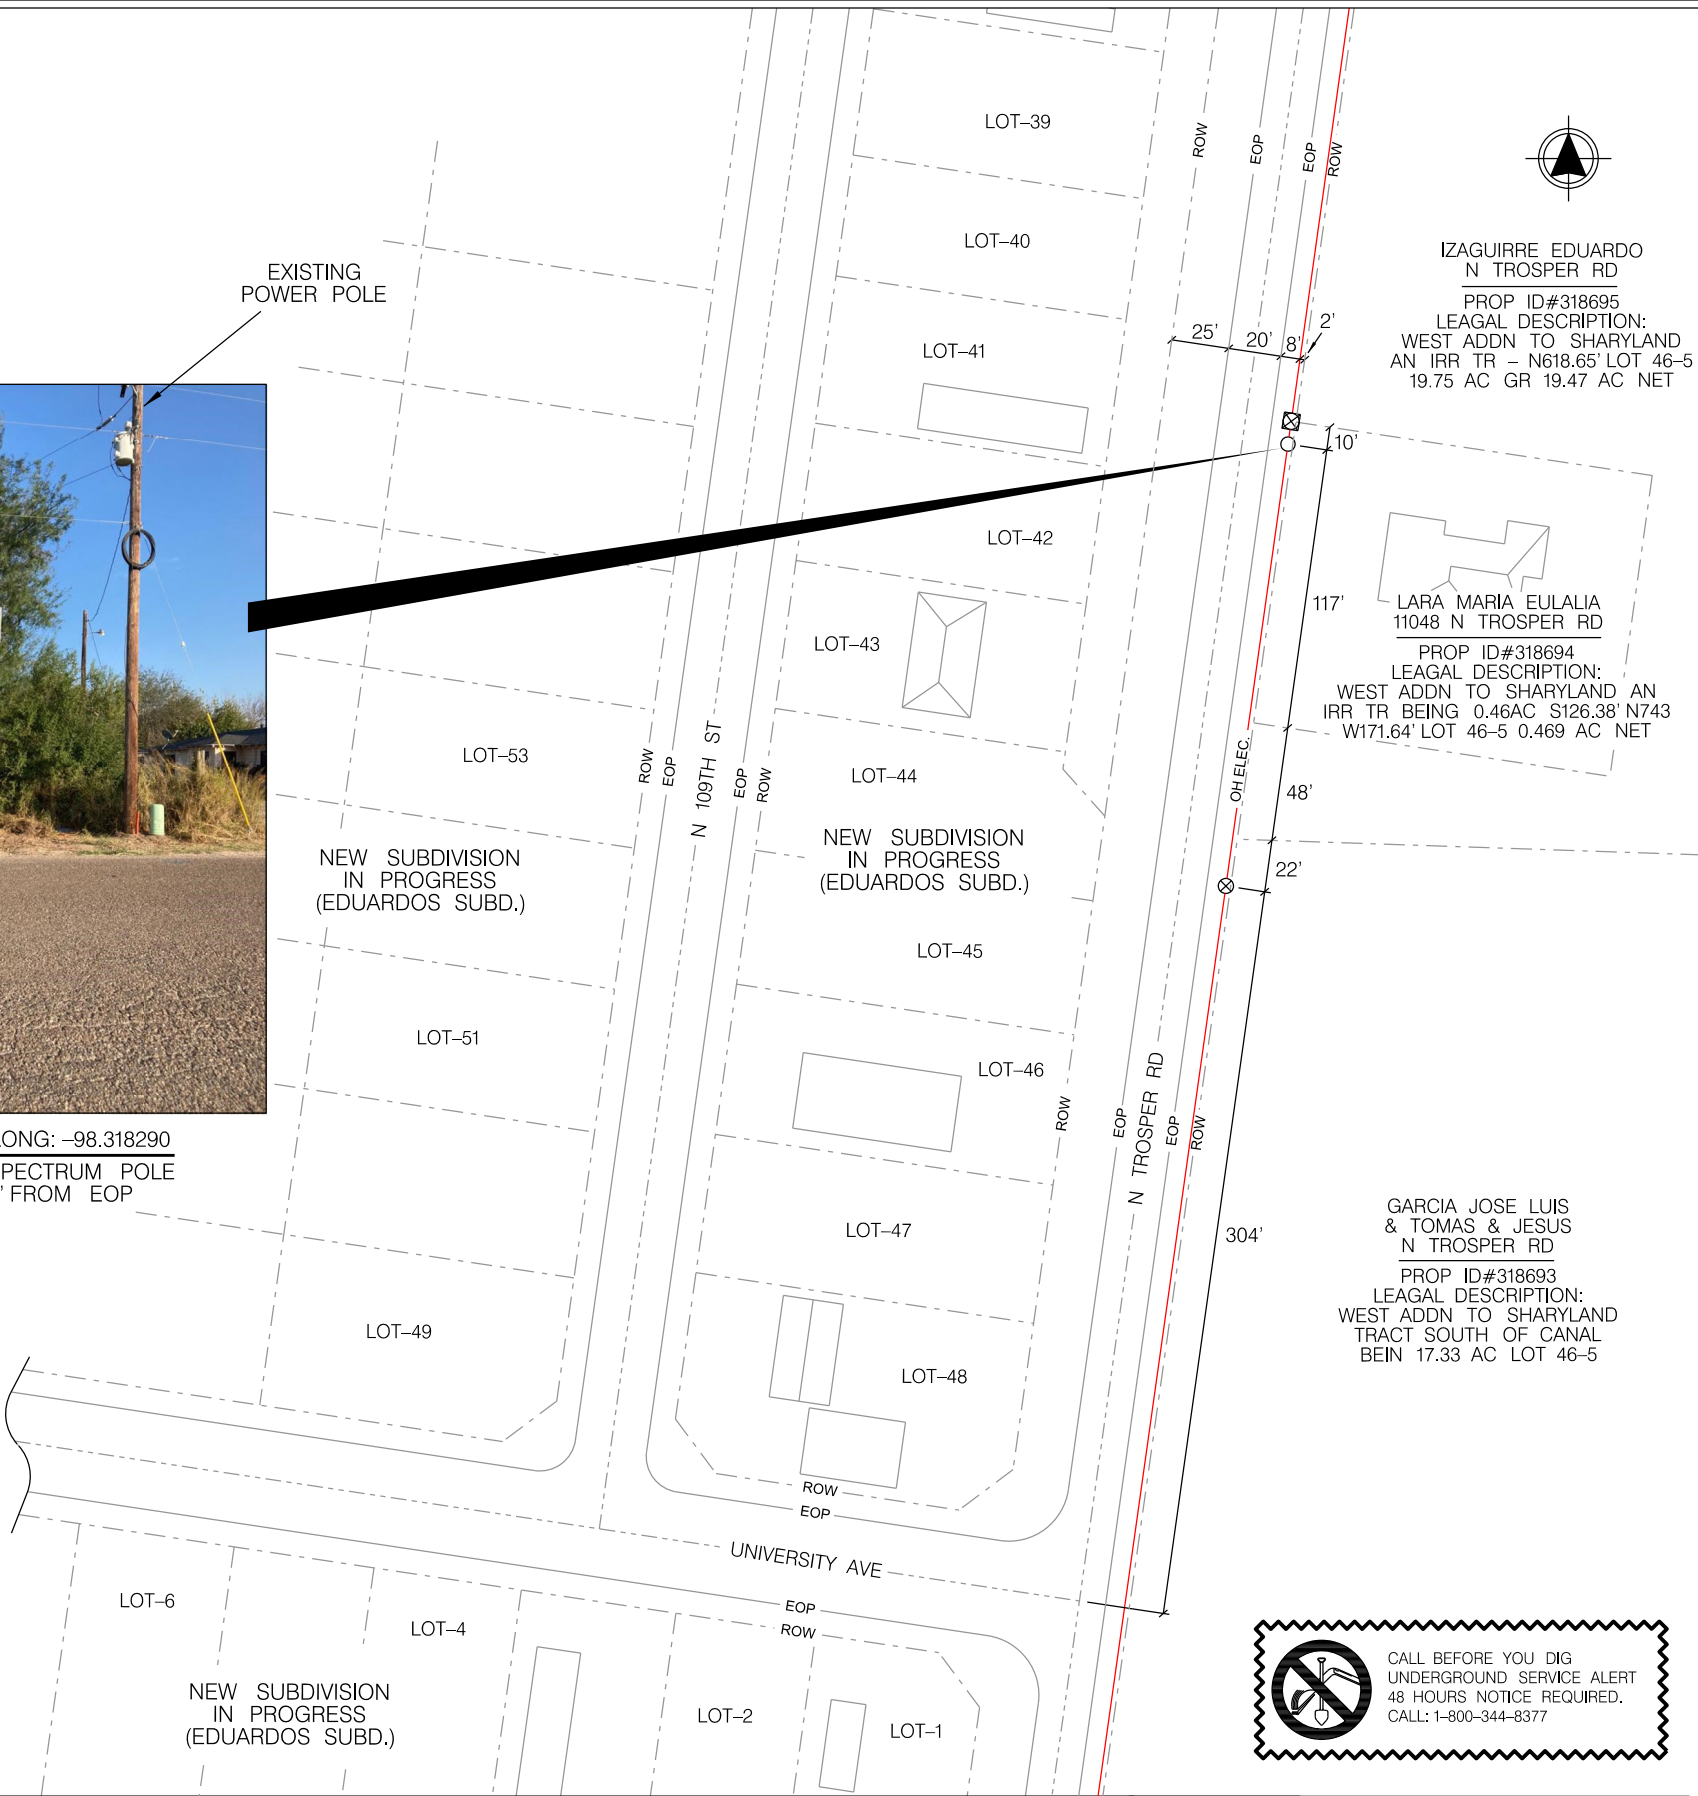 LOT–39
ROW
EOP
EOP
ROW
LOT–40
IZAGUIRRE EDUARDO
N TROSPER RD
PROP ID#318695
LEAGAL DESCRIPTION:
WEST ADDN TO SHARYLAND
AN IRR TR – N618.65' LOT 46–5
19.75 AC GR 19.47 AC NET
EXISTING
POWER POLE
25'
20'
8'
2'
LOT–41
10'
LOT–42
117'
LARA MARIA EULALIA
11048 N TROSPER RD
PROP ID#318694
LEAGAL DESCRIPTION:
WEST ADDN TO SHARYLAND AN
IRR TR BEING 0.46AC S126.38' N743
W171.64' LOT 46–5 0.469 AC NET
LOT–43
LOT–53
ROW
EOP
N 109TH ST
EOP
ROW
LOT–44
OH ELEC.
48'
NEW SUBDIVISION
IN PROGRESS
(EDUARDOS SUBD.)
NEW SUBDIVISION
IN PROGRESS
(EDUARDOS SUBD.)
22'
LOT–45
LOT–51
LOT–46
ROW
EOP
N TROSPER RD
EOP
ROW
ONG: –98.318290
PECTRUM POLE
' FROM EOP
LOT–47
304'
GARCIA JOSE LUIS
& TOMAS & JESUS
N TROSPER RD
PROP ID#318693
LEAGAL DESCRIPTION:
WEST ADDN TO SHARYLAND
TRACT SOUTH OF CANAL
BEIN 17.33 AC LOT 46–5
LOT–49
LOT–48
ROW
EOP
UNIVERSITY AVE
EOP
ROW
LOT–6
LOT–4
NEW SUBDIVISION
IN PROGRESS
(EDUARDOS SUBD.)
LOT–2
LOT–1
CALL BEFORE YOU DIG
UNDERGROUND SERVICE ALERT
48 HOURS NOTICE REQUIRED.
CALL: 1–800–344–8377